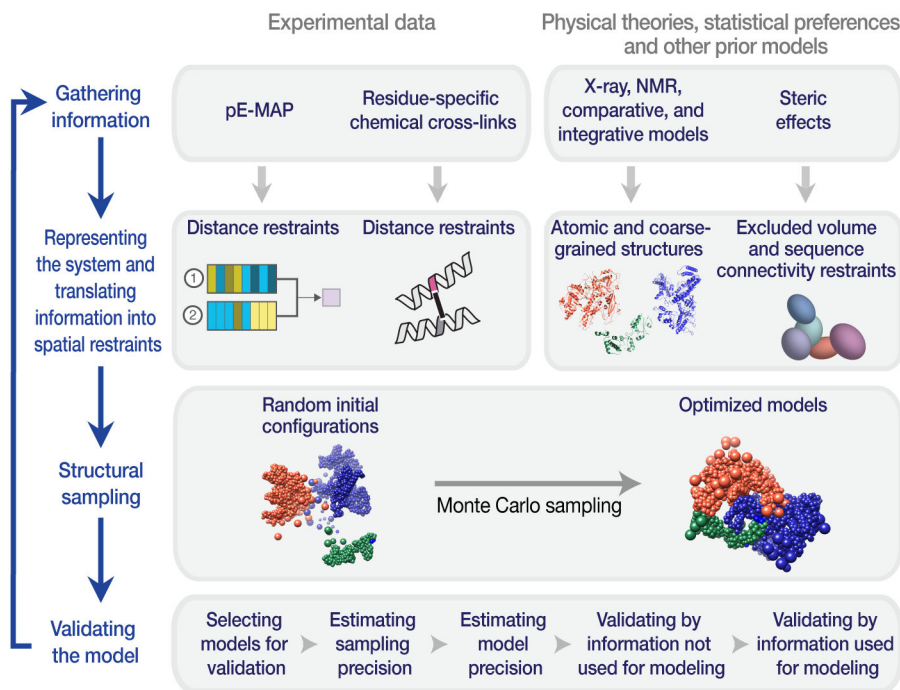 Experimental data
Physical theories, statistical preferences
and other prior models
Gathering
information
pE-MAP
Residue-specific
chemical cross-links
X-ray, NMR,
comparative, and
integrative models
Steric
effects
Representing
the system and
translating
information into
spatial restraints
Distance restraints
1
2
Distance restraints
Atomic and coarse-
grained structures
Excluded volume
and sequence
connectivity restraints
Structural
sampling
Random initial
configurations
Monte Carlo sampling
Optimized models
Validating
the model
Selecting
models for
validation
Estimating
sampling
precision
Estimating
model
precision
Validating by
information not
used for modeling
Validating by
information used
for modeling